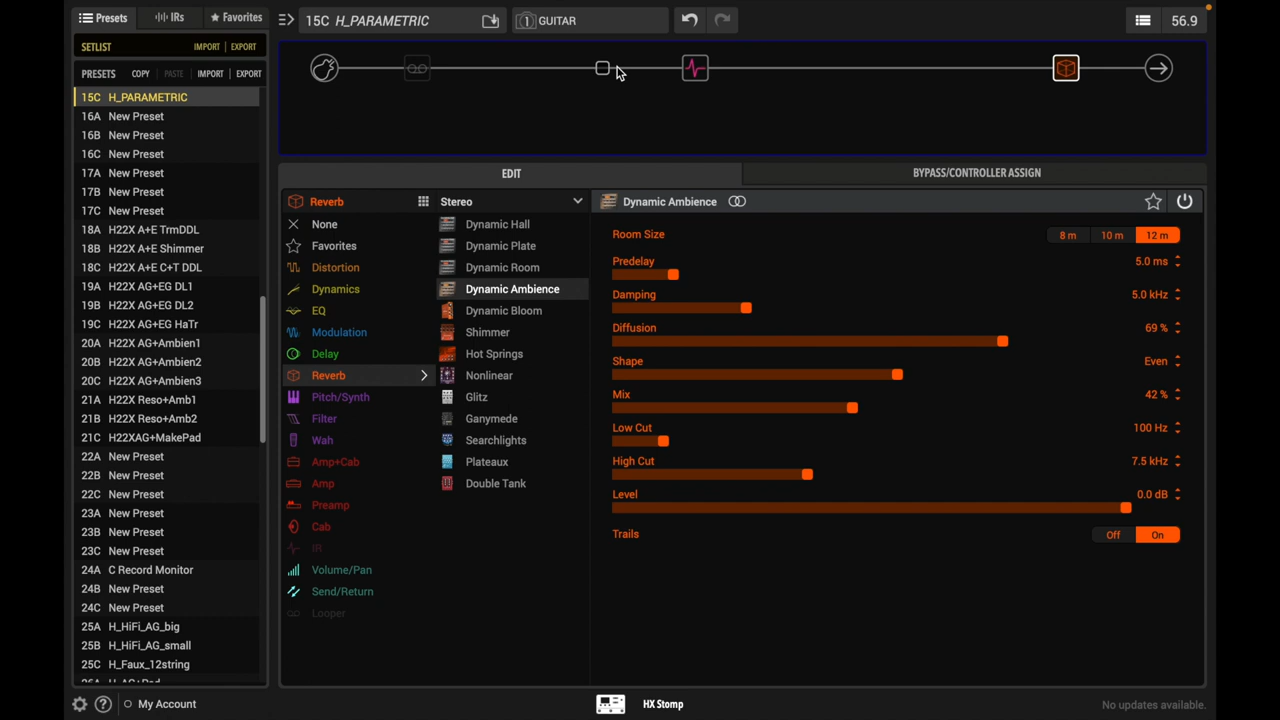 Presets
IRs
Favorites
15C H_PARAMETRIC
1 GUITAR
56.9
SETLIST
IMPORT | EXPORT
PRESETS
COPY
PASTE
IMPORT
EXPORT
15C H_PARAMETRIC
16A New Preset
16B New Preset
16C New Preset
17A New Preset
17B New Preset
17C New Preset
18A H22X A+E TrmDDL
18B H22X A+E Shimmer
18C H22X A+E C+T DDL
19A H22X AG+EG DL1
19B H22X AG+EG DL2
19C H22X AG+EG HaTr
20A H22X AG+Ambien1
20B H22X AG+Ambien2
20C H22X AG+Ambien3
21A H22X Reso+Amb1
21B H22X Reso+Amb2
21C H22XAG+MakePad
22A New Preset
22B New Preset
22C New Preset
23A New Preset
23B New Preset
23C New Preset
24A C Record Monitor
24B New Preset
24C New Preset
25A H_HiFi_AG_big
25B H_HiFi_AG_small
25C H_Faux_12string
26A H_AG+Pad
EDIT
BYPASS/CONTROLLER ASSIGN
Reverb
None
Favorites
Distortion
Dynamics
EQ
Modulation
Delay
Reverb
Pitch/Synth
Filter
Wah
Amp+Cab
Amp
Preamp
Cab
IR
Volume/Pan
Send/Return
Looper
Stereo
Dynamic Hall
Dynamic Plate
Dynamic Room
Dynamic Ambience
Dynamic Bloom
Shimmer
Hot Springs
Nonlinear
Glitz
Ganymede
Searchlights
Plateaux
Double Tank
Dynamic Ambience
Room Size 8 m 10 m 12 m
Predelay 5.0 ms
Damping 5.0 kHz
Diffusion 69 %
Shape Even
Mix 42 %
Low Cut 100 Hz
High Cut 7.5 kHz
Level 0.0 dB
Trails Off On
My Account
HX Stomp
No updates available.